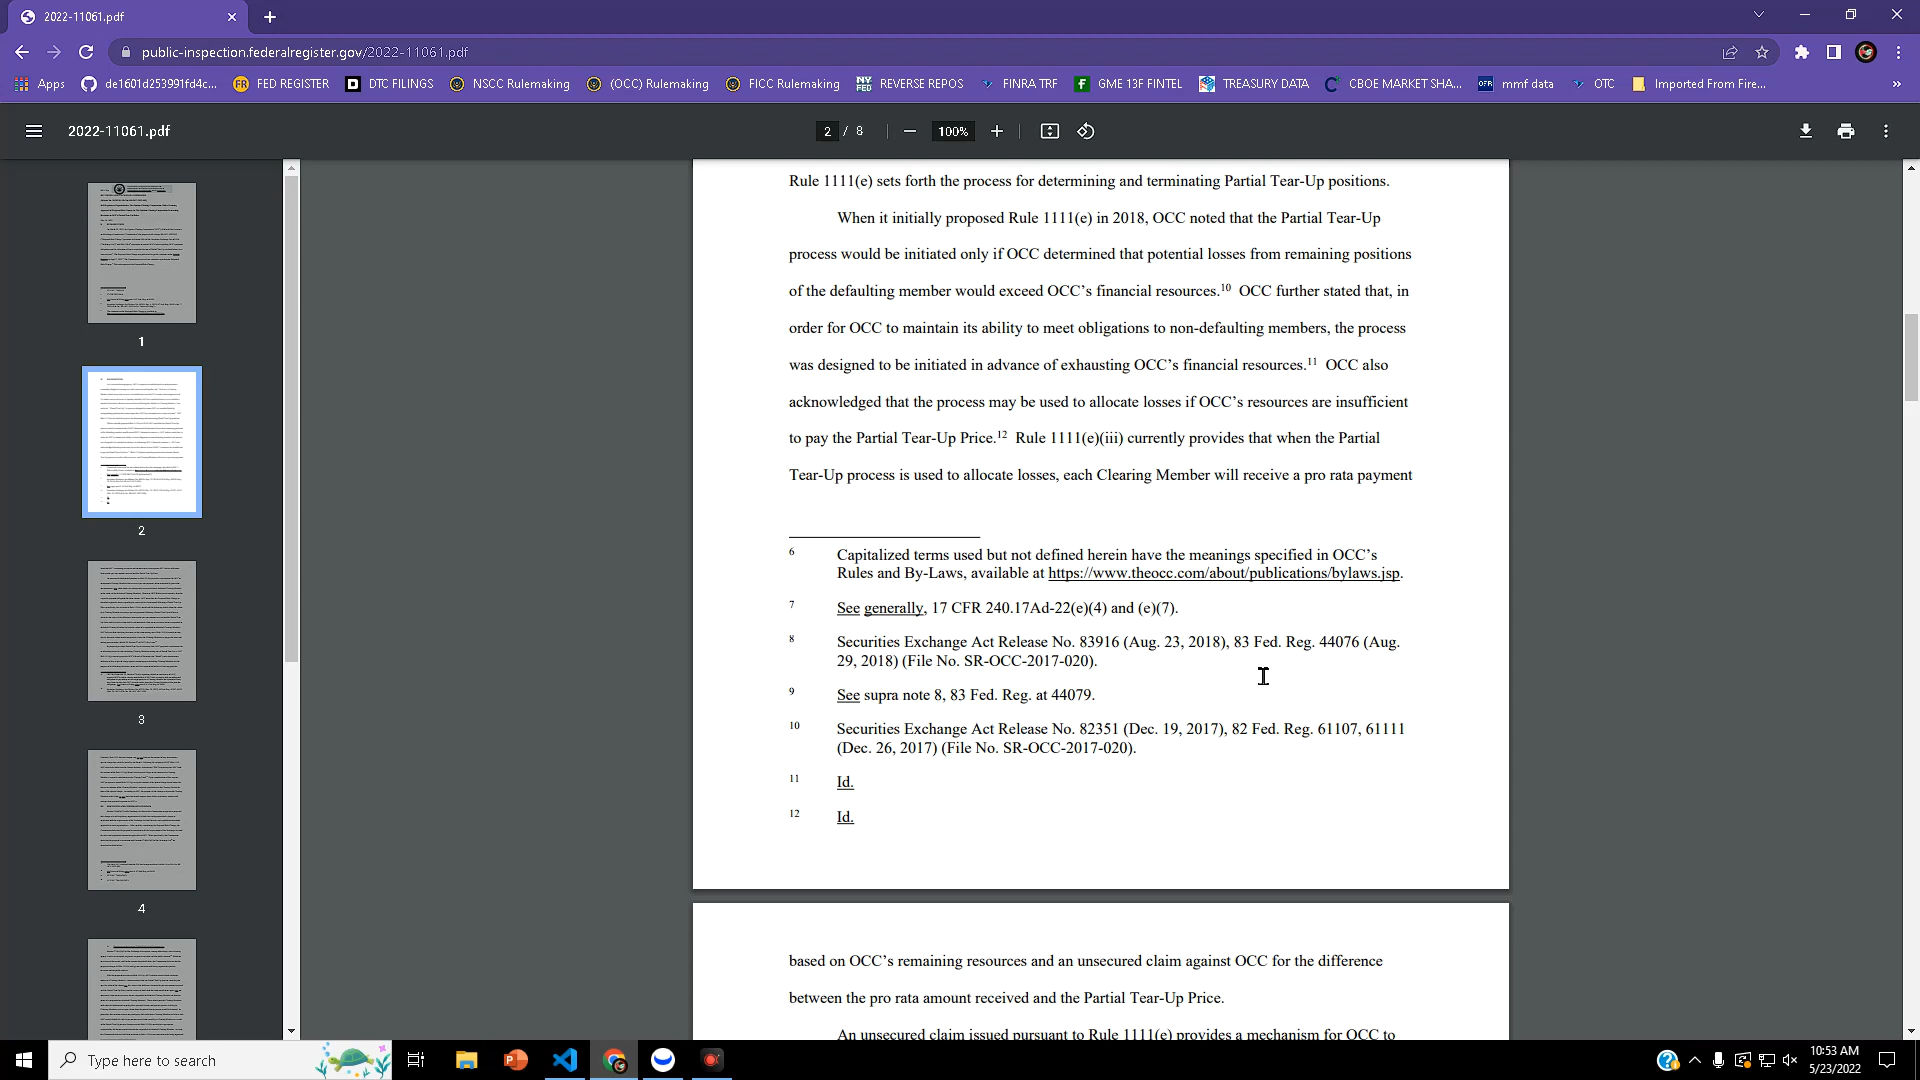 2022-11061.pdf
public-inspection.federalregister.gov/2022-11061.pdf
Apps de1601d253991fd4c... FED REGISTER DTC FILINGS NSCC Rulemaking (OCC) Rulemaking FICC Rulemaking REVERSE REPOS FINRA TRF GME 13F FINTEL TREASURY DATA CBOE MARKET SHA... mmf data OTC Imported From Fire...
2022-11061.pdf 2 / 8 100%
Rule 1111(e) sets forth the process for determining and terminating Partial Tear-Up positions.
When it initially proposed Rule 1111(e) in 2018, OCC noted that the Partial Tear-Up
process would be initiated only if OCC determined that potential losses from remaining positions
of the defaulting member would exceed OCC's financial resources.10 OCC further stated that, in
order for OCC to maintain its ability to meet obligations to non-defaulting members, the process
was designed to be initiated in advance of exhausting OCC's financial resources.11 OCC also
acknowledged that the process may be used to allocate losses if OCC's resources are insufficient
to pay the Partial Tear-Up Price.12 Rule 1111(e)(iii) currently provides that when the Partial
Tear-Up process is used to allocate losses, each Clearing Member will receive a pro rata payment
6 Capitalized terms used but not defined herein have the meanings specified in OCC's
Rules and By-Laws, available at https://www.theocc.com/about/publications/bylaws.jsp.
7 See generally, 17 CFR 240.17Ad-22(e)(4) and (e)(7).
8 Securities Exchange Act Release No. 83916 (Aug. 23, 2018), 83 Fed. Reg. 44076 (Aug.
29, 2018) (File No. SR-OCC-2017-020).
9 See supra note 8, 83 Fed. Reg. at 44079.
10 Securities Exchange Act Release No. 82351 (Dec. 19, 2017), 82 Fed. Reg. 61107, 61111
(Dec. 26, 2017) (File No. SR-OCC-2017-020).
11 Id.
12 Id.
based on OCC's remaining resources and an unsecured claim against OCC for the difference
between the pro rata amount received and the Partial Tear-Up Price.
An unsecured claim issued pursuant to Rule 1111(e) provides a mechanism for OCC to
1
2
3
4
Type here to search
10:53 AM
5/23/2022